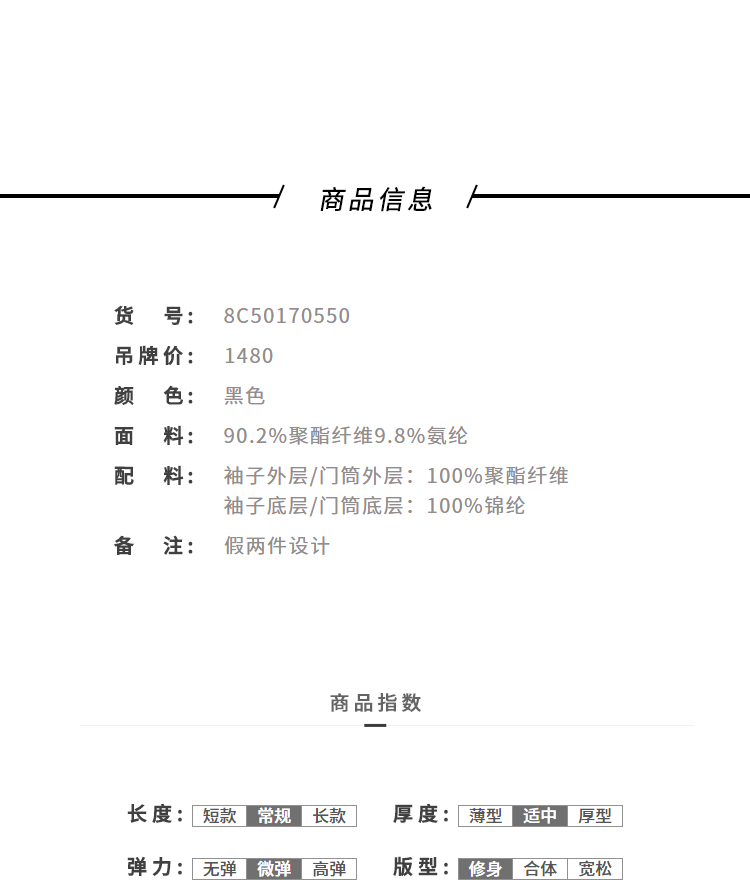 商品信息
货 号: 8C50170550
吊牌价: 1480
颜 色: 黑色
面 料: 90.2%聚酯纤维9.8%氨纶
配 料: 袖子外层/门筒外层：100%聚酯纤维
袖子底层/门筒底层：100%锦纶
备 注: 假两件设计
商品指数
长度: 短款 常规 长款 厚度: 薄型 适中 厚型
弹力: 无弹 微弹 高弹 版型: 修身 合体 宽松